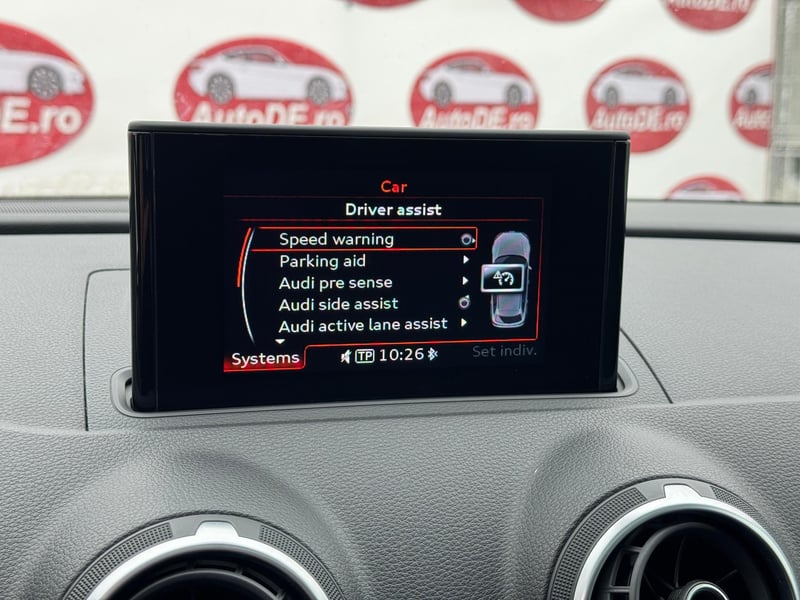 AutoDE.ro
E.ro
AutoDE.ro
AutoDE.ro
AutoDE.ro
Car
Driver assist
Speed warning
Parking aid
Audi pre sense
Audi side assist
Audi active lane assist
Systems
TP 10:26
Set indiv.